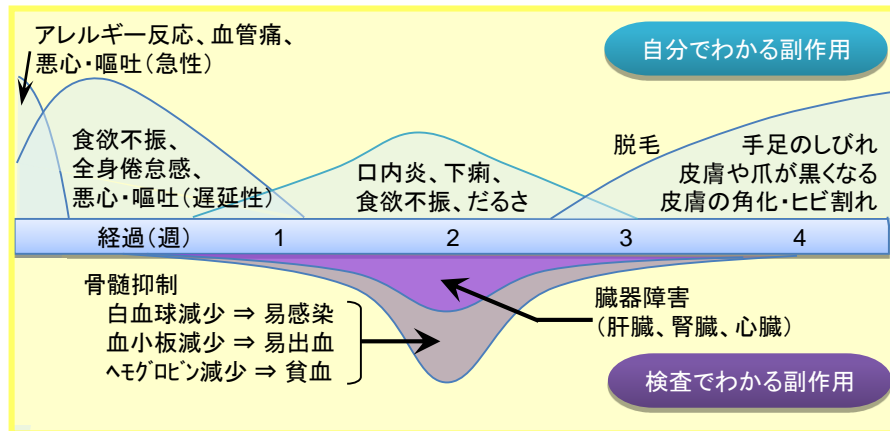 アレルギー反応、血管痛、
悪心・嘔吐(急性)
自分でわかる副作用
食欲不振、
全身倦怠感、
悪心・嘔吐(遅延性)
口内炎、下痢、
食欲不振、だるさ
脱毛
手足のしびれ
皮膚や爪が黒くなる
皮膚の角化・ヒビ割れ
経過(週) 1 2 3 4
骨髄抑制
白血球減少 ⇒ 易感染
血小板減少 ⇒ 易出血
ヘモグロビン減少 ⇒ 貧血
臓器障害
(肝臓、腎臓、心臓)
検査でわかる副作用